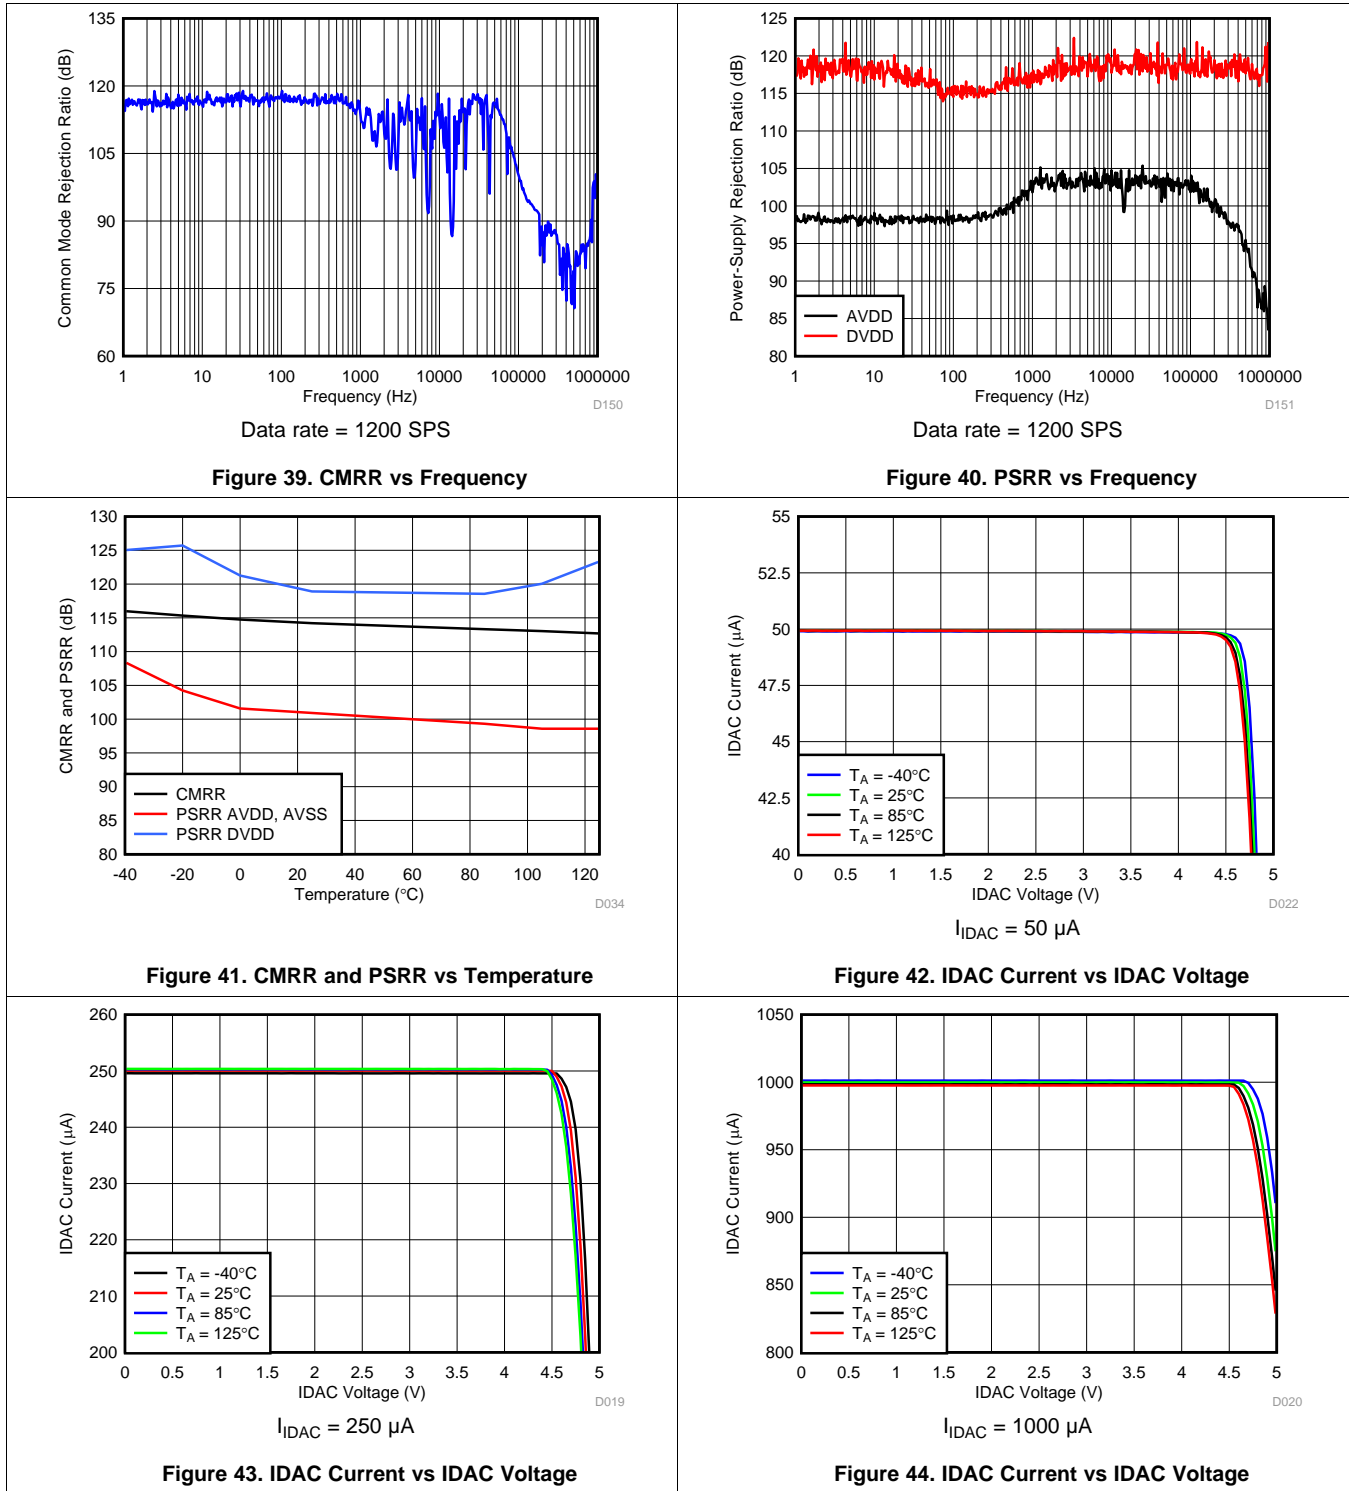 135
120
105
90
75
60
Common Mode Rejection Ratio (dB)
1 10 100 1000 10000 100000 1000000
Frequency (Hz)
D150
Data rate = 1200 SPS
Figure 39. CMRR vs Frequency
125
120
115
110
105
100
95
90
85
80
Power-Supply Rejection Ratio (dB)
AVDD
DVDD
1 10 100 1000 10000 100000 1000000
Frequency (Hz)
D151
Data rate = 1200 SPS
Figure 40. PSRR vs Frequency
130
125
120
115
110
105
100
95
90
85
80
CMRR and PSRR (dB)
CMRR
PSRR AVDD, AVSS
PSRR DVDD
-40 -20 0 20 40 60 80 100 120
Temperature (°C)
D034
Figure 41. CMRR and PSRR vs Temperature
55
52.5
50
47.5
45
42.5
40
IDAC Current (μA)
TA = -40°C
TA = 25°C
TA = 85°C
TA = 125°C
0 0.5 1 1.5 2 2.5 3 3.5 4 4.5 5
IDAC Voltage (V)
D022
IIDAC = 50 µA
Figure 42. IDAC Current vs IDAC Voltage
260
250
240
230
220
210
200
IDAC Current (μA)
TA = -40°C
TA = 25°C
TA = 85°C
TA = 125°C
0 0.5 1 1.5 2 2.5 3 3.5 4 4.5 5
IDAC Voltage (V)
D019
IIDAC = 250 µA
Figure 43. IDAC Current vs IDAC Voltage
1050
1000
950
900
850
800
IDAC Current (μA)
TA = -40°C
TA = 25°C
TA = 85°C
TA = 125°C
0 0.5 1 1.5 2 2.5 3 3.5 4 4.5 5
IDAC Voltage (V)
D020
IIDAC = 1000 µA
Figure 44. IDAC Current vs IDAC Voltage